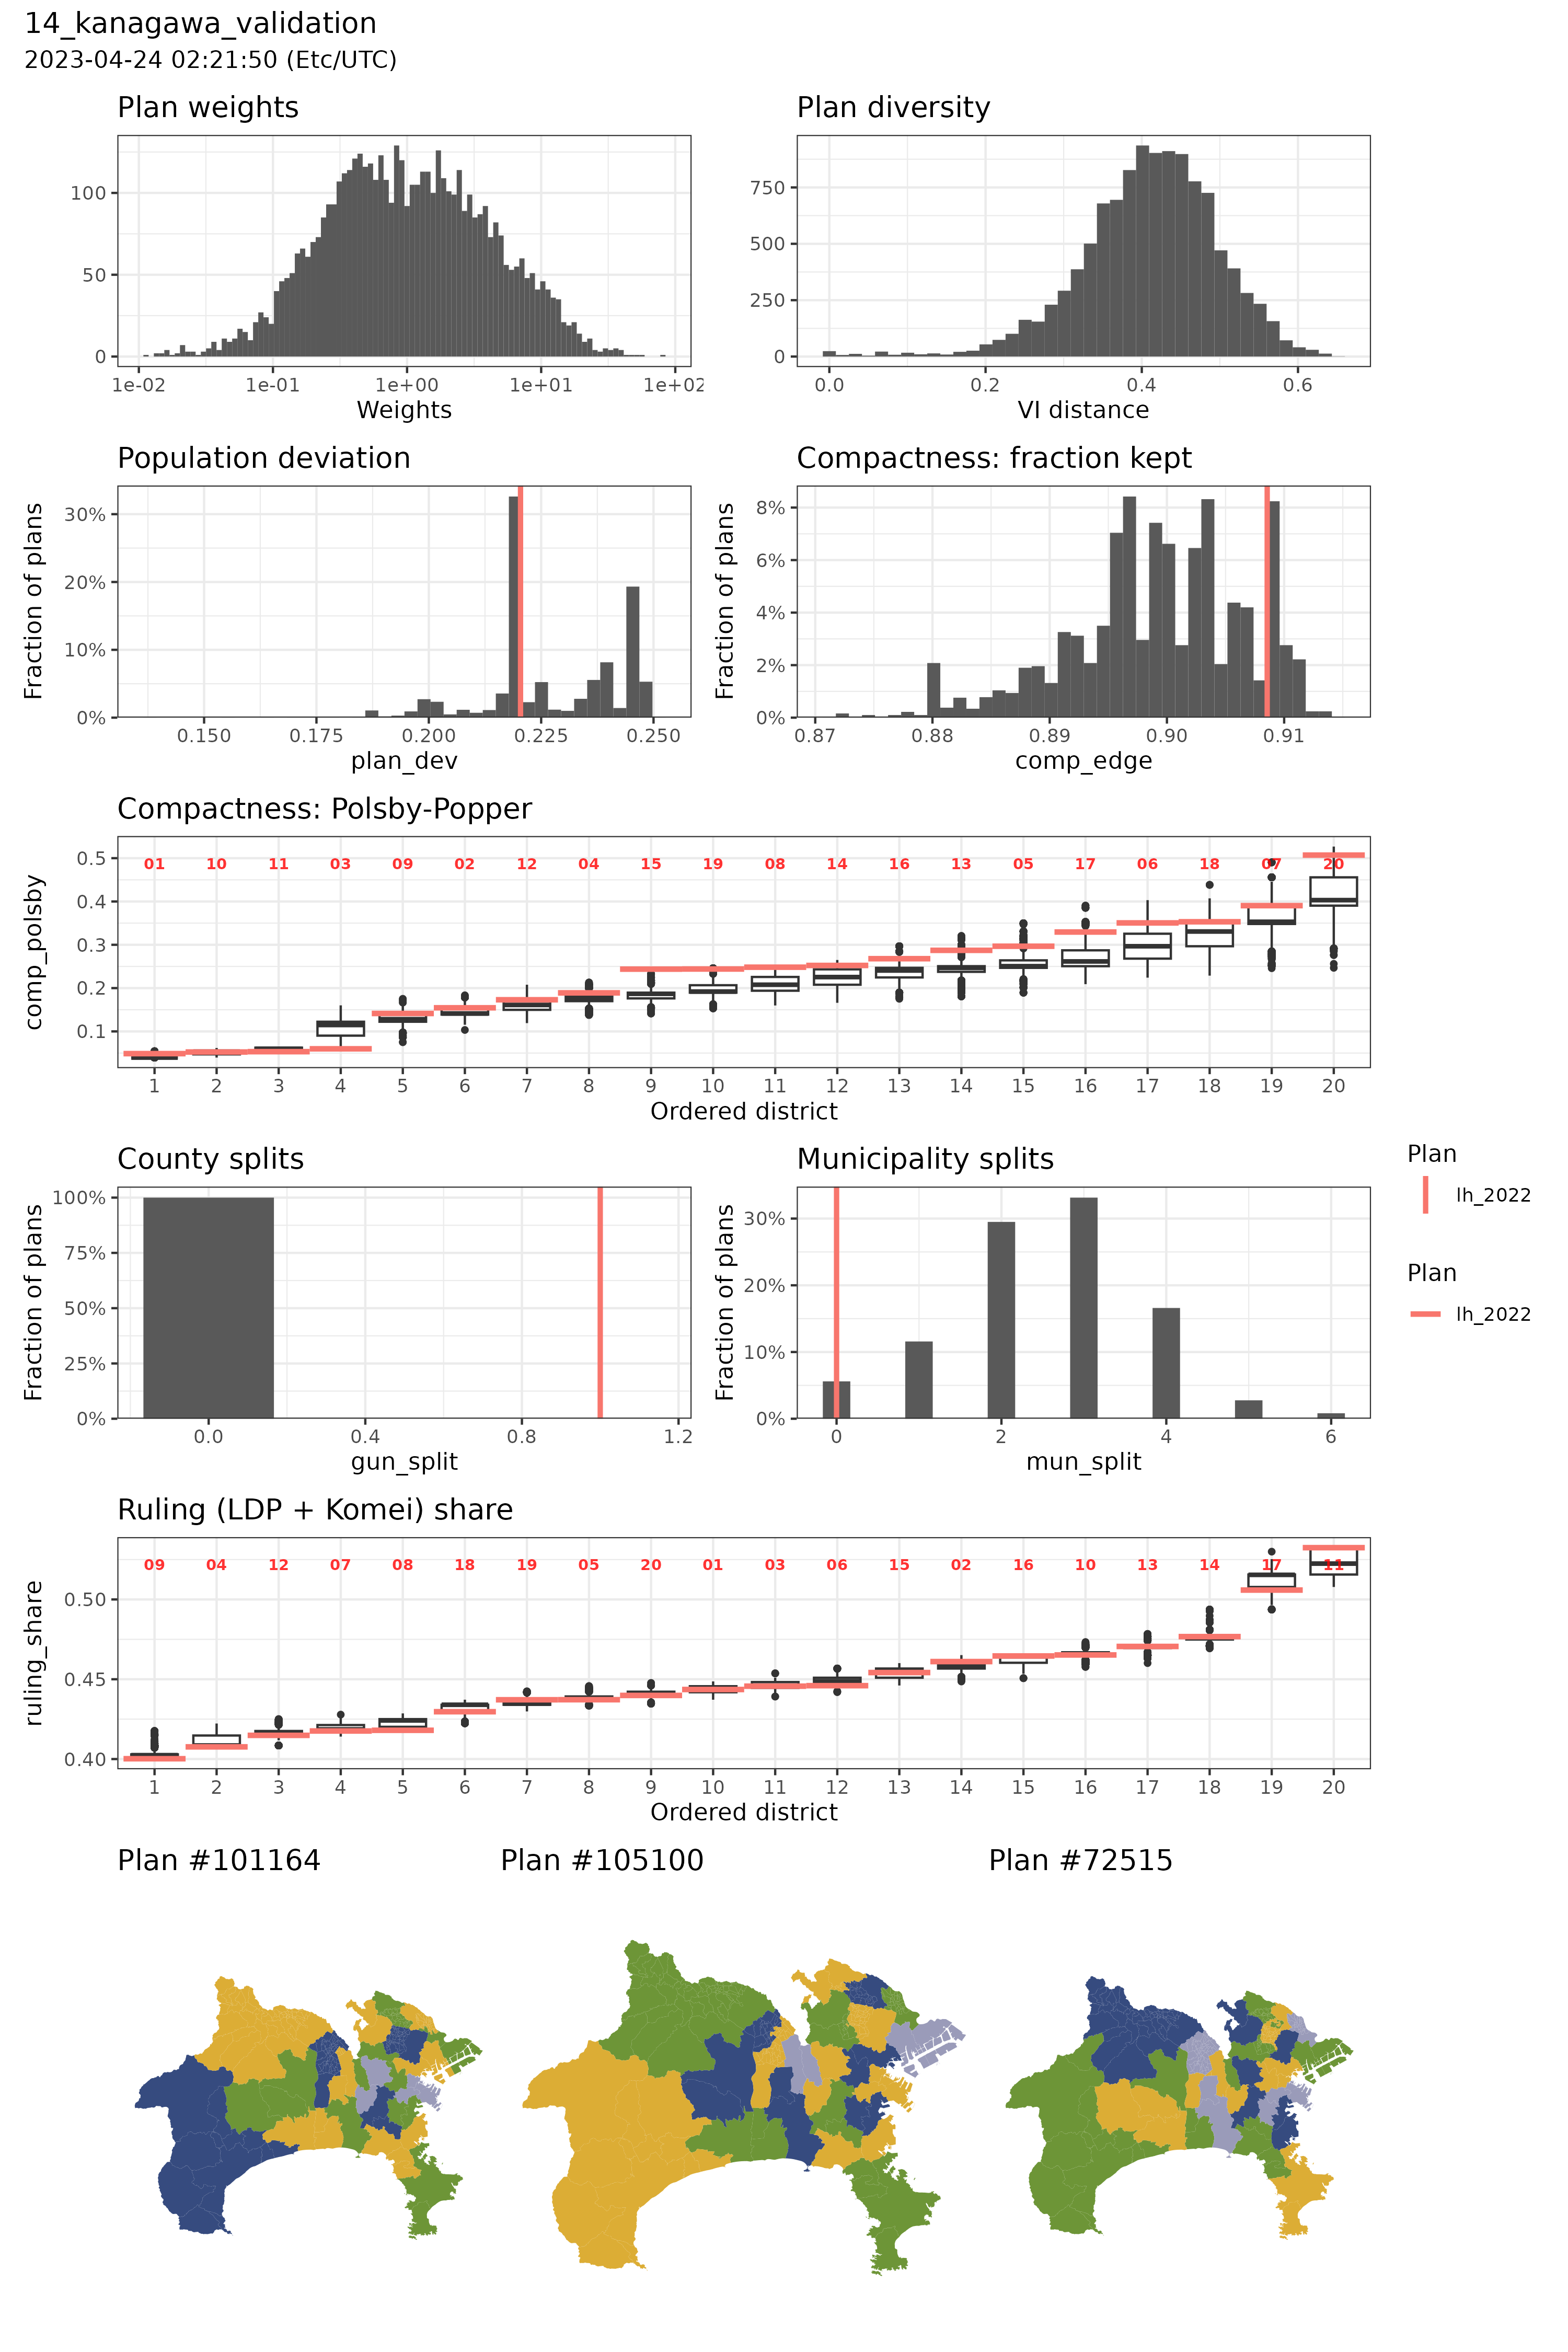 14_kanagawa_validation
2023-04-24 02:21:50 (Etc/UTC)
Plan weights
100
50
0
1e-02 1e-01 1e+00 1e+01 1e+02
Weights
Plan diversity
750
500
250
0
0.0 0.2 0.4 0.6
VI distance
Population deviation
Fraction of plans
30%
20%
10%
0%
0.150 0.175 0.200 0.225 0.250
plan_dev
Compactness: fraction kept
Fraction of plans
8%
6%
4%
2%
0%
0.87 0.88 0.89 0.90 0.91
comp_edge
Compactness: Polsby-Popper
comp_polsby
0.5
0.4
0.3
0.2
0.1
01 10 11 03 09 02 12 04 15 19 08 14 16 13 05 17 06 18 07 20
1 2 3 4 5 6 7 8 9 10 11 12 13 14 15 16 17 18 19 20
Ordered district
County splits
Fraction of plans
100%
75%
50%
25%
0%
0.0 0.4 0.8 1.2
gun_split
Municipality splits
Fraction of plans
30%
20%
10%
0%
0 2 4 6
mun_split
Plan
lh_2022
Plan
lh_2022
Ruling (LDP + Komei) share
ruling_share
0.50
0.45
0.40
09 04 12 07 08 18 19 05 20 01 03 06 15 02 16 10 13 14 17 11
1 2 3 4 5 6 7 8 9 10 11 12 13 14 15 16 17 18 19 20
Ordered district
Plan #101164
Plan #105100
Plan #72515